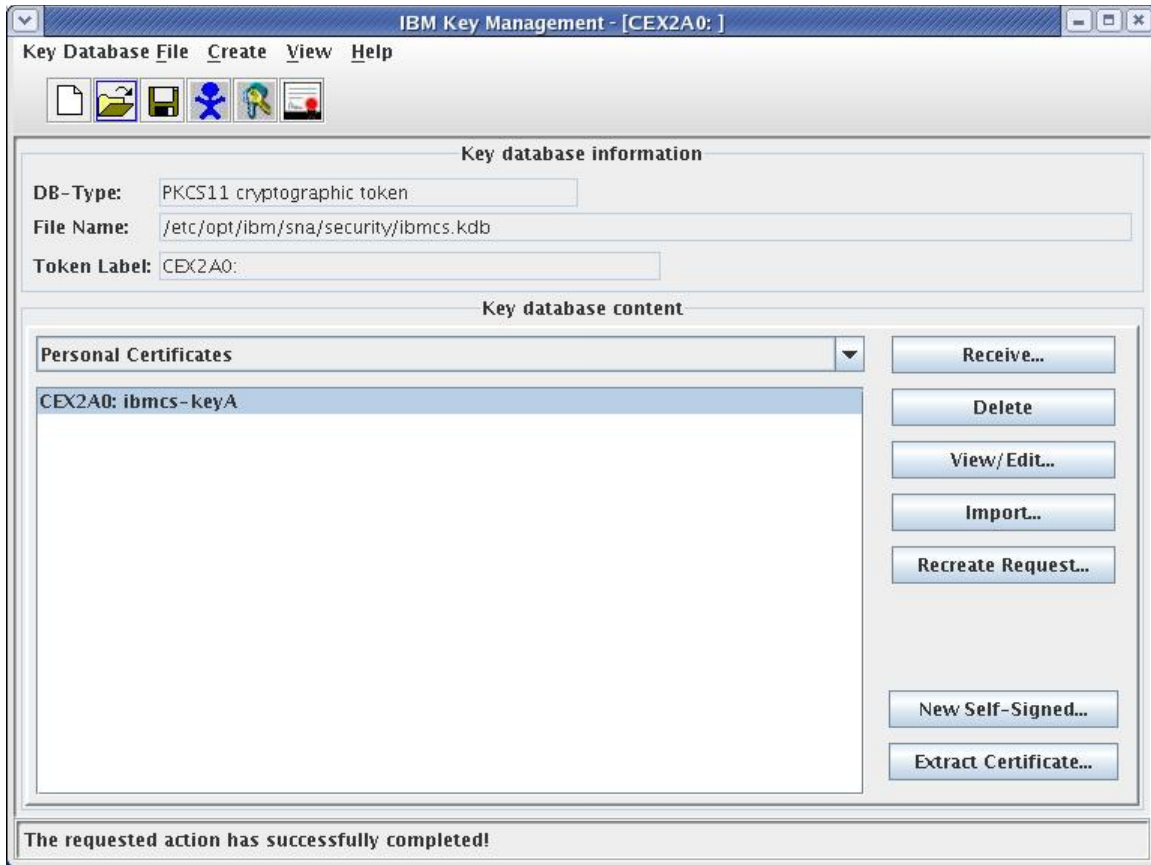 IBM Key Management - [CEX2A0: ]
Key Database File Create View Help
Key database information
DB-Type: PKCS11 cryptographic token
File Name: /etc/opt/ibm/sna/security/ibmcs.kdb
Token Label: CEX2A0:
Key database content
Personal Certificates
Receive...
CEX2A0: ibmcs-keyA
Delete
View/Edit...
Import...
Recreate Request...
New Self-Signed...
Extract Certificate...
The requested action has successfully completed!